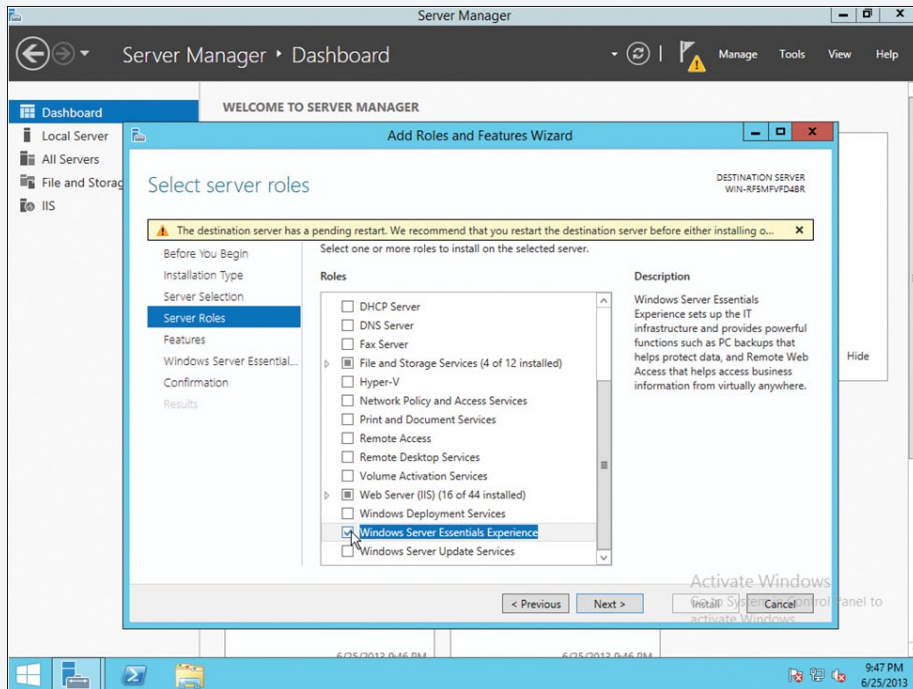 Server Manager
Server Manager • Dashboard
Manage Tools View Help
Dashboard
Local Server
All Servers
File and Storag
IIS
WELCOME TO SERVER MANAGER
Add Roles and Features Wizard
Select server roles
DESTINATION SERVER
WIN-RF5MFVFD4BR
The destination server has a pending restart. We recommend that you restart the destination server before either installing o...
Before You Begin
Installation Type
Server Selection
Server Roles
Features
Windows Server Essential...
Confirmation
Results
Select one or more roles to install on the selected server.
Roles
DHCP Server
DNS Server
Fax Server
File and Storage Services (4 of 12 installed)
Hyper-V
Network Policy and Access Services
Print and Document Services
Remote Access
Remote Desktop Services
Volume Activation Services
Web Server (IIS) (16 of 44 installed)
Windows Deployment Services
Windows Server Essentials Experience
Windows Server Update Services
Description
Windows Server Essentials
Experience sets up the IT
infrastructure and provides powerful
functions such as PC backups that
helps protect data, and Remote Web
Access that helps access business
information from virtually anywhere.
Hide
< Previous Next > Install Cancel
Activate Windows
Go to System in Control Panel to
activate Windows.
6/25/2013 9:46 PM 6/25/2013 9:46 PM
9:47 PM
6/25/2013